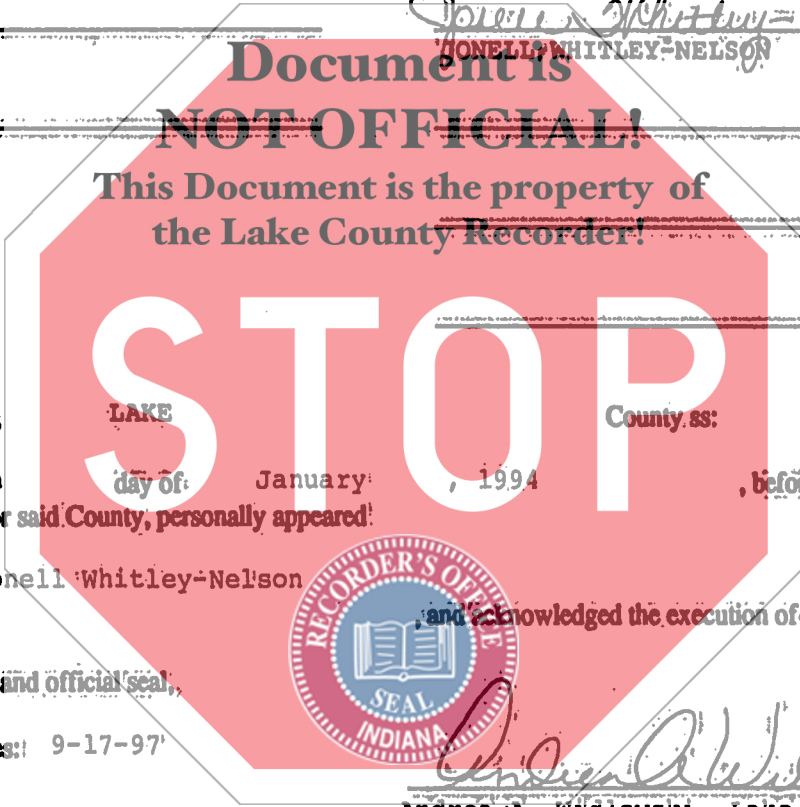 JONELL WHITLEY-NELSON
Document is
NOT OFFICIAL!
This Document is the property of
the Lake County Recorder!
STOP
LAKE County ss:
day of January , 1994 , befo
r said County, personally appeared
nell Whitley-Nelson
, and acknowledged the execution of
and official seal,
s: 9-17-97
RECORDER'S OFFICE
SEAL
INDIANA